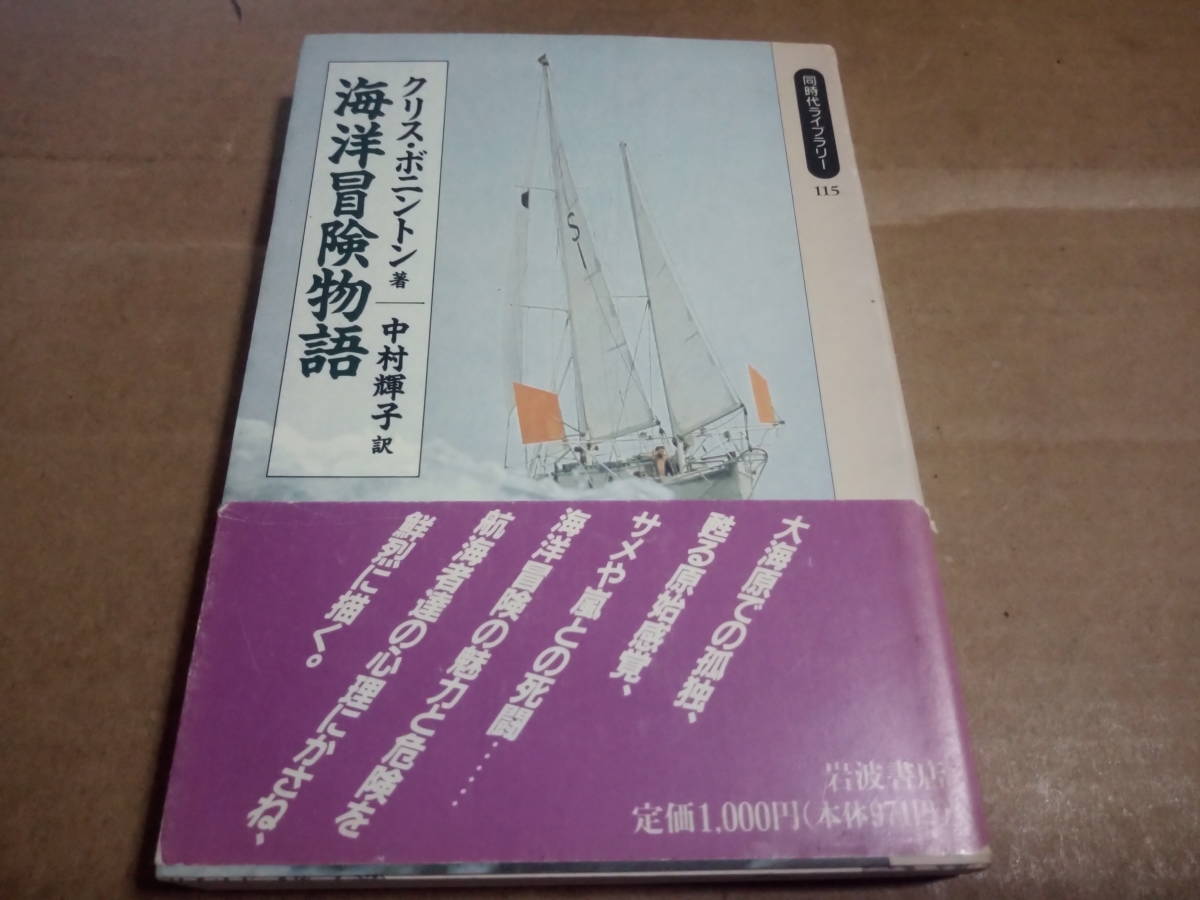 同時代ライブラリー
115
クリス・ボニントン著
中村輝子訳
海洋冒険物語
S
大海原での孤独、
甦る原始感覚、
サメや嵐との死闘……
海洋冒険の魅力と危険を
航海者達の心理にかさね、
鮮烈に描く。
岩波書店
定価1,000円(本体971円)